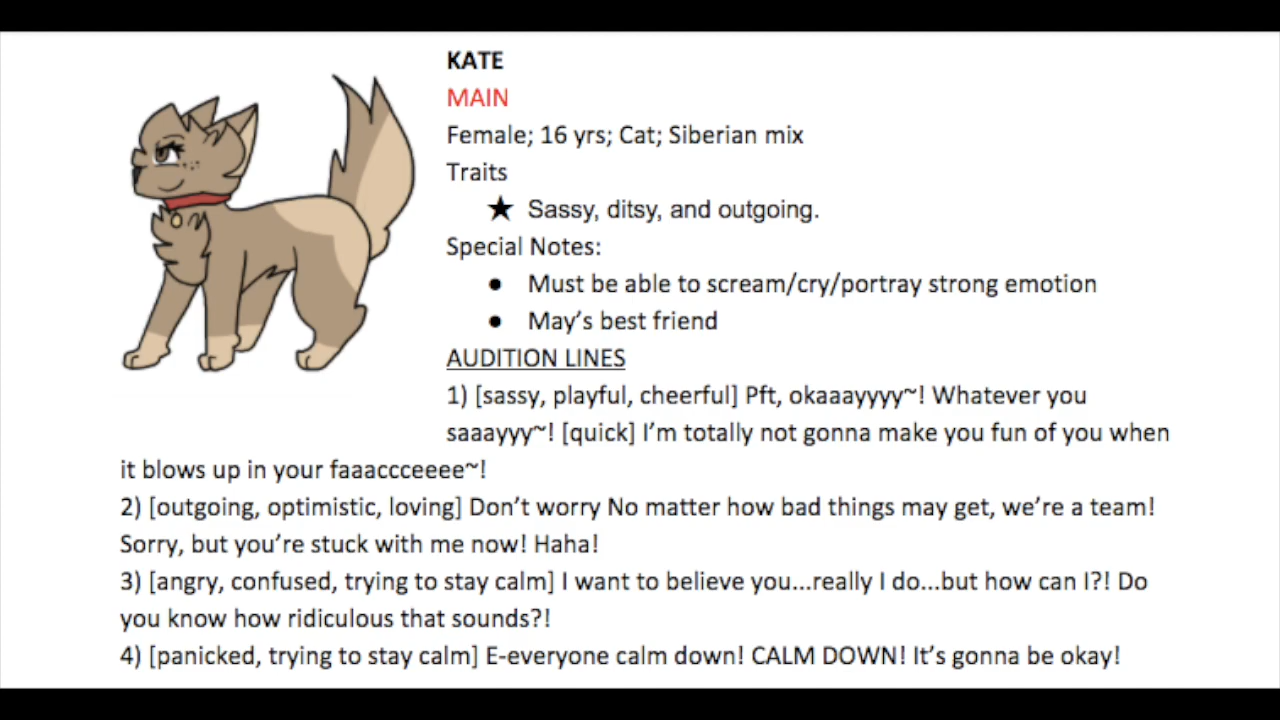 KATE
MAIN
Female; 16 yrs; Cat; Siberian mix
Traits
★ Sassy, ditsy, and outgoing.
Special Notes:
● Must be able to scream/cry/portray strong emotion
● May’s best friend
AUDITION LINES
1) [sassy, playful, cheerful] Pft, okaaayyyy~! Whatever you
saaayyy~! [quick] I’m totally not gonna make you fun of you when
it blows up in your faaaccceeee~!
2) [outgoing, optimistic, loving] Don’t worry No matter how bad things may get, we’re a team!
Sorry, but you’re stuck with me now! Haha!
3) [angry, confused, trying to stay calm] I want to believe you...really I do...but how can I?! Do
you know how ridiculous that sounds?!
4) [panicked, trying to stay calm] E-everyone calm down! CALM DOWN! It’s gonna be okay!